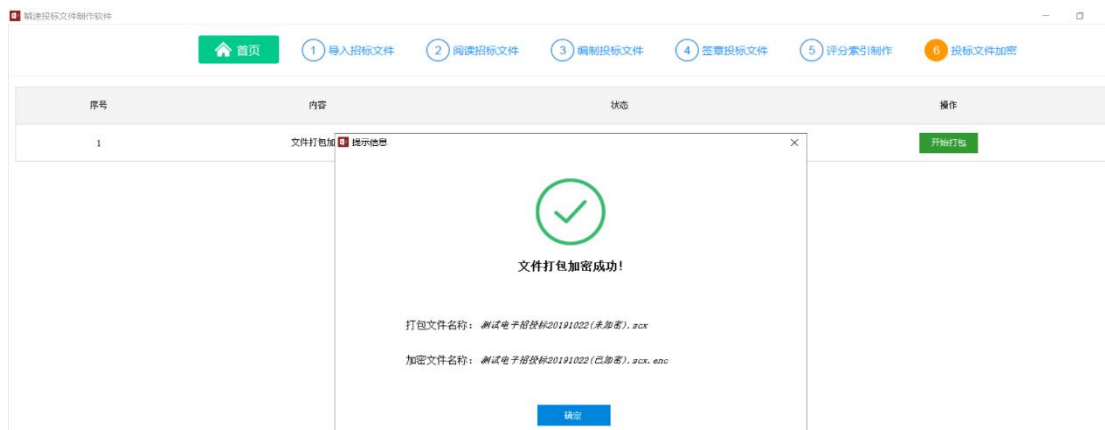 辅速投标文件制作软件
首页
1 导入招标文件
2 阅读招标文件
3 编制投标文件
4 签章投标文件
5 评分索引制作
6 投标文件加密
序号 内容 状态 操作
1 文件打包加 开始打包
提示信息
文件打包加密成功!
打包文件名称: 测试电子招投标20191022(未加密).zcx
加密文件名称: 测试电子招投标20191022(已加密).zcx.enc
确定